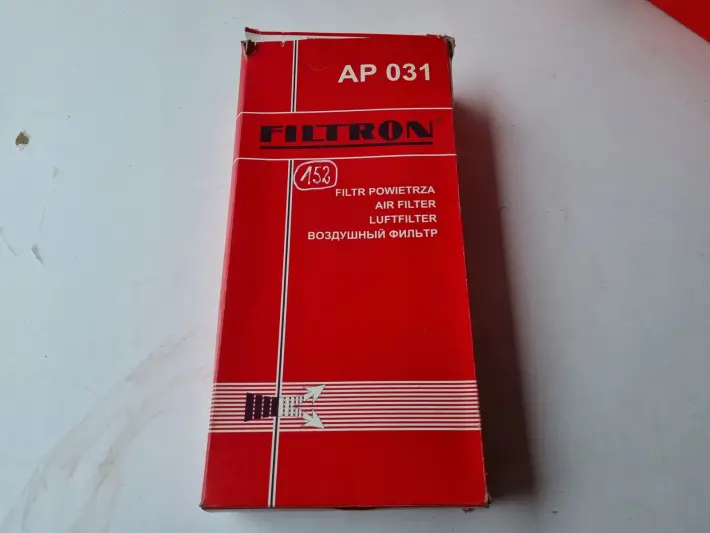 AP 031
FILTRON®
152
FILTR POWIETRZA
AIR FILTER
LUFTFILTER
ВОЗДУШНЫЙ ФИЛЬТР